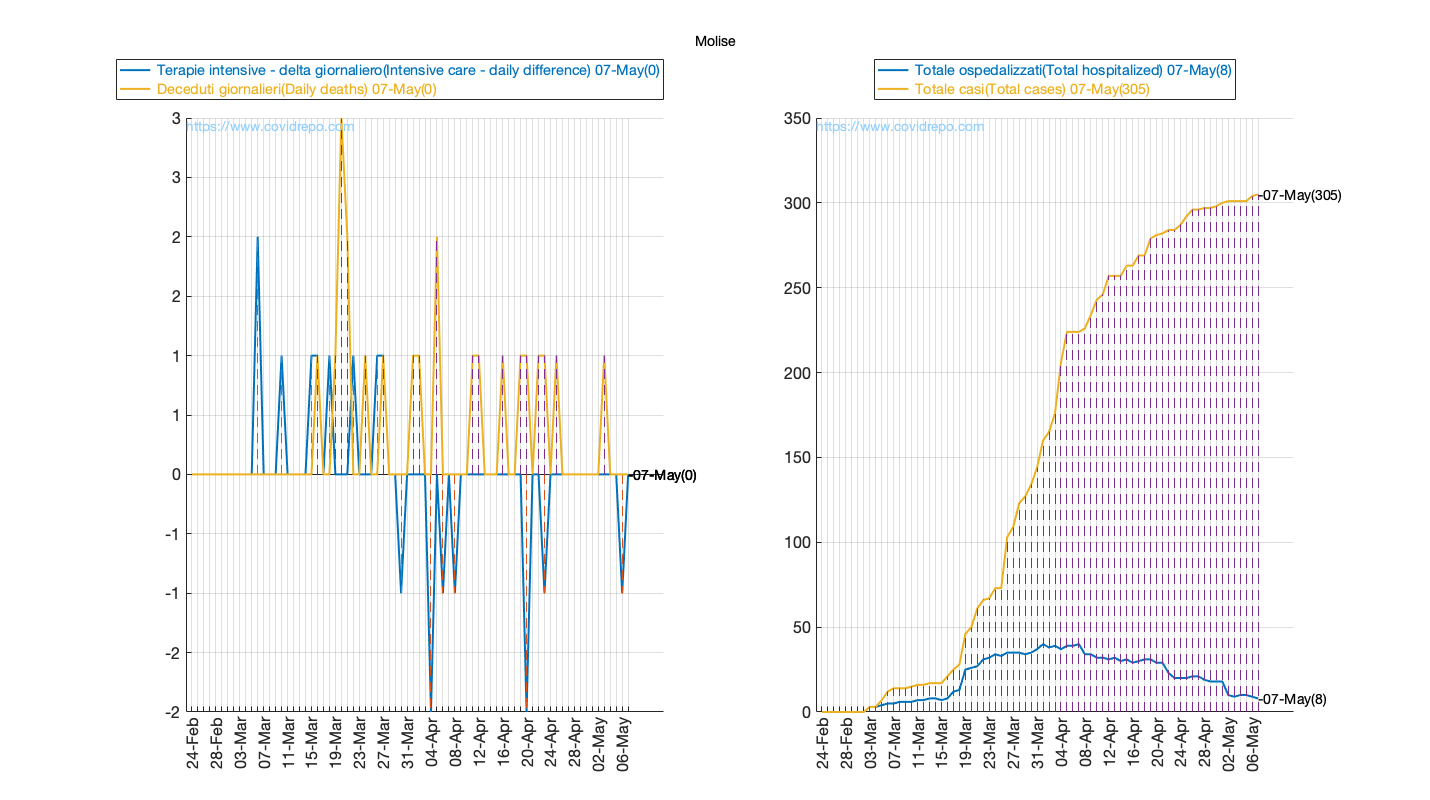 Molise
Terapie intensive - delta giornaliero(Intensive care - daily difference) 07-May(0)
Deceduti giornalieri(Daily deaths) 07-May(0)
https://www.covidrepo.com
3
3
2
2
1
1
0
-1
-1
-2
-2
07-May(0)
24-Feb
28-Feb
03-Mar
07-Mar
11-Mar
15-Mar
19-Mar
23-Mar
27-Mar
31-Mar
04-Apr
08-Apr
12-Apr
16-Apr
20-Apr
24-Apr
28-Apr
02-May
06-May
Totale ospedalizzati(Total hospitalized) 07-May(8)
Totale casi(Total cases) 07-May(305)
https://www.covidrepo.com
350
300
250
200
150
100
50
0
07-May(305)
07-May(8)
24-Feb
28-Feb
03-Mar
07-Mar
11-Mar
15-Mar
19-Mar
23-Mar
27-Mar
31-Mar
04-Apr
08-Apr
12-Apr
16-Apr
20-Apr
24-Apr
28-Apr
02-May
06-May